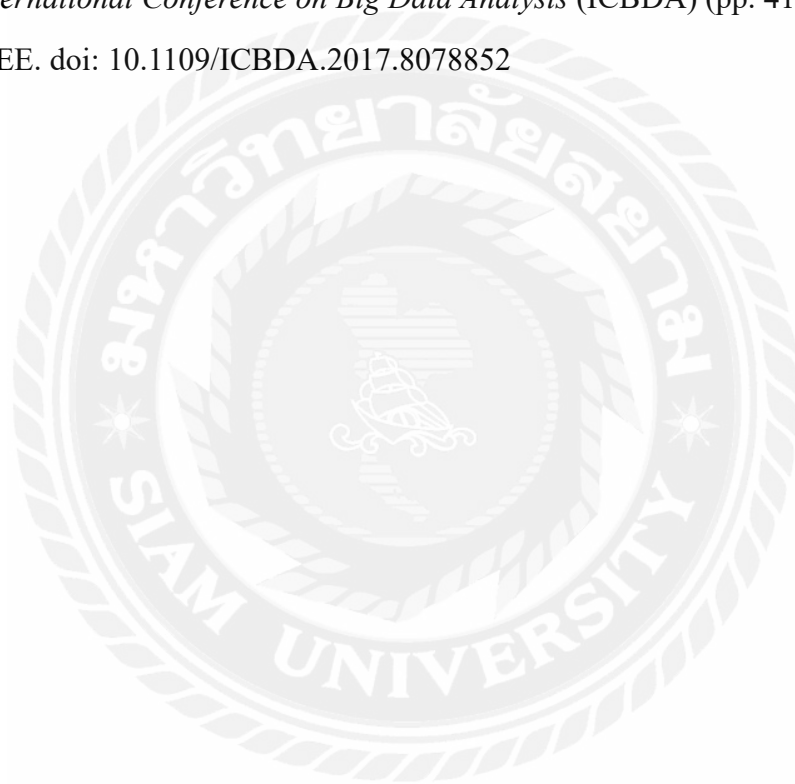 International Conference on Big Data Analysis (ICBDA) (pp. 41
EE. doi: 10.1109/ICBDA.2017.8078852
มหาวิทยาลัยสยาม
SIAM UNIVERSITY